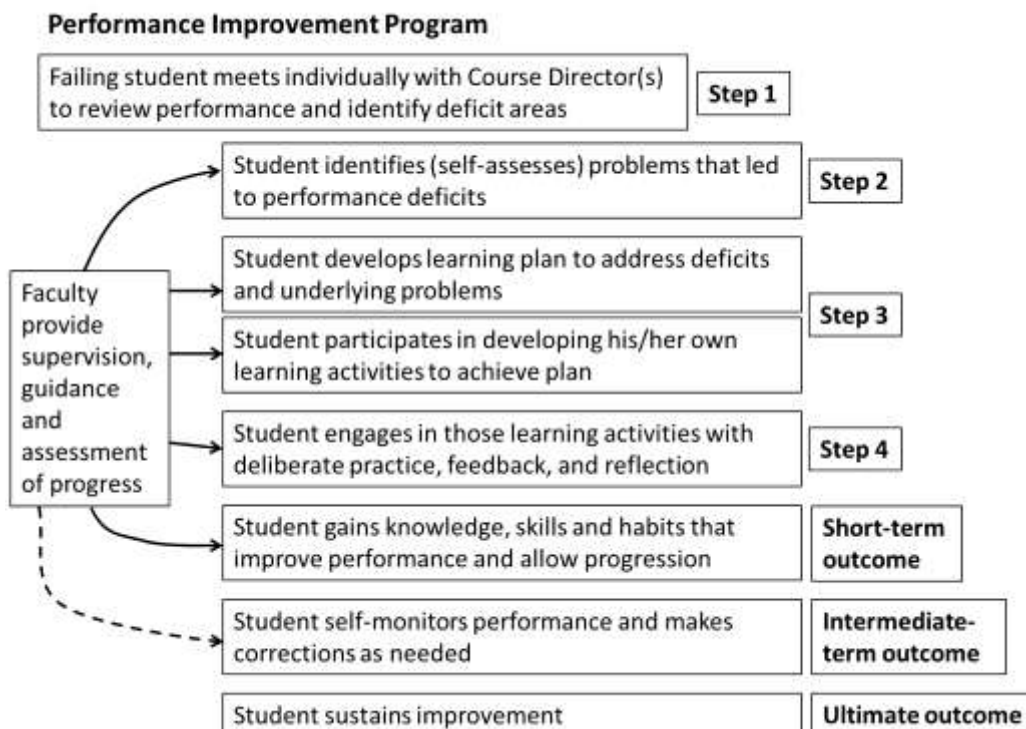 Performance Improvement Program
Failing student meets individually with Course Director(s)
to review performance and identify deficit areas
Step 1
Student identifies (self-assesses) problems that led
to performance deficits
Step 2
Faculty
provide
supervision,
guidance
and
assessment
of progress
Student develops learning plan to address deficits
and underlying problems
Student participates in developing his/her own
learning activities to achieve plan
Step 3
Student engages in those learning activities with
deliberate practice, feedback, and reflection
Step 4
Student gains knowledge, skills and habits that
improve performance and allow progression
Short-term
outcome
Student self-monitors performance and makes
corrections as needed
Intermediate-
term outcome
Student sustains improvement
Ultimate outcome